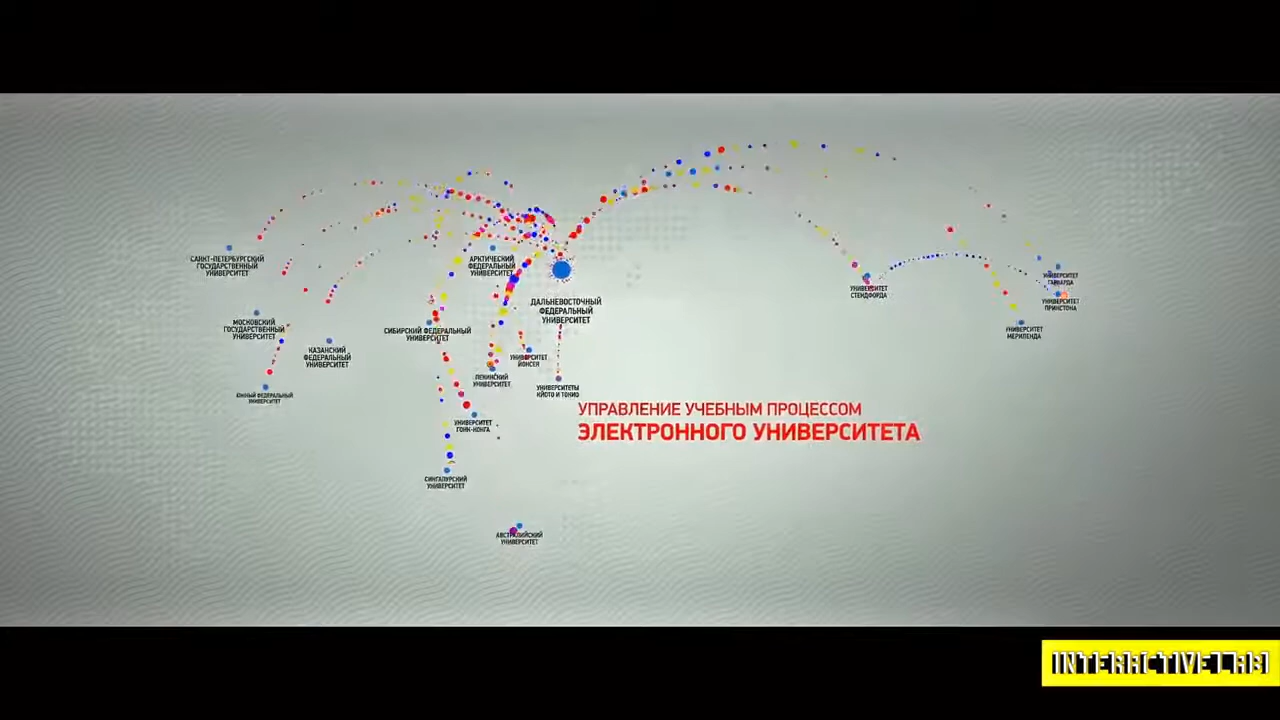 САНКТ-ПЕТЕРБУРГСКИЙ
ГОСУДАРСТВЕННЫЙ
УНИВЕРСИТЕТ
АРКТИЧЕСКИЙ
ФЕДЕРАЛЬНЫЙ
УНИВЕРСИТЕТ
УНИВЕРСИТЕТ
ГАРВАРДА
УНИВЕРСИТЕТ
СТЕНДФОРДА
УНИВЕРСИТЕТ
ПРИНСТОНА
ДАЛЬНЕВОСТОЧНЫЙ
ФЕДЕРАЛЬНЫЙ
УНИВЕРСИТЕТ
МОСКОВСКИЙ
ГОСУДАРСТВЕННЫЙ
УНИВЕРСИТЕТ
СИБИРСКИЙ ФЕДЕРАЛЬНЫЙ
УНИВЕРСИТЕТ
УНИВЕРСИТЕТ
МЕРИЛЕНДА
КАЗАНСКИЙ
ФЕДЕРАЛЬНЫЙ
УНИВЕРСИТЕТ
УНИВЕРСИТЕТ
ЙОНСЕЙ
ПЕКИНСКИЙ
УНИВЕРСИТЕТ
УНИВЕРСИТЕТЫ
КИОТО И ТОКИО
ЮЖНЫЙ ФЕДЕРАЛЬНЫЙ
УНИВЕРСИТЕТ
УПРАВЛЕНИЕ УЧЕБНЫМ ПРОЦЕССОМ
ЭЛЕКТРОННОГО УНИВЕРСИТЕТА
УНИВЕРСИТЕТ
ГОНК-КОНГА
СИНГАПУРСКИЙ
УНИВЕРСИТЕТ
АВСТРАЛИЙСКИЙ
УНИВЕРСИТЕТ
INTERACTIVELAB